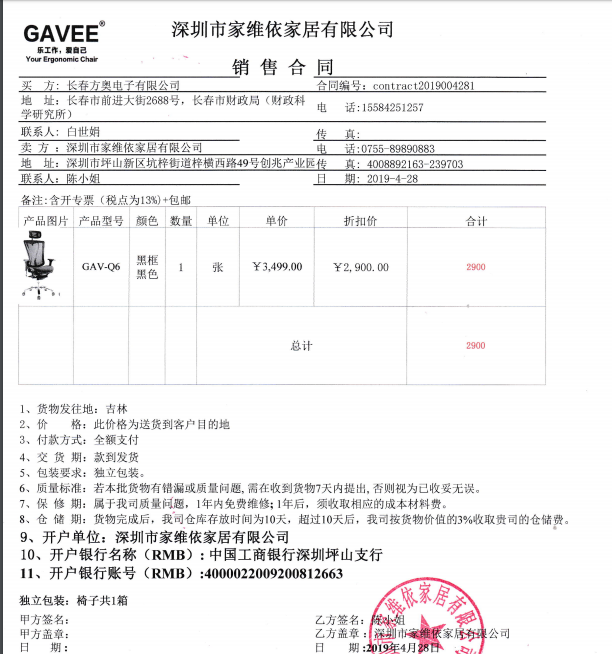 GAVEE®
乐工作，爱自己
Your Ergonomic Chair
深圳市家维依家居有限公司
销 售 合 同
买 方: 长春方奥电子有限公司 合同编号: contract2019004281
地 址: 长春市前进大街2688号，长春市财政局（财政科学研究所） 电 话:15584251257
联系人: 白世娟 传 真:
卖 方：深圳市家维依家居有限公司 电 话:0755-89890883
地 址: 深圳市坪山新区坑梓街道梓横西路49号创兆产业园 传 真: 4008892163-239703
联系人：陈小姐 日 期: 2019-4-28
备注:含开专票（税点为13%)+包邮
产品图片 产品型号 颜色 数量 单位 单价 折扣价 合计
GAV-Q6 黑框黑色 1 张 ¥3,499.00 ¥2,900.00 2900
总计 2900
1、货物发往地: 吉林
2、价 格: 此价格为送货到客户目的地
3、付款方式: 全额支付
4、交 货 期: 款到发货
5、包装要求: 独立包装。
6、质量标准: 若本批货物有错漏或质量问题,需在收到货物7天内提出,否则视为已收妥无误。
7、保 修 期: 属于我司质量问题，1年内免费维修;1年后，须收取相应的成本材料费。
8、仓 储 期: 货物完成后，我司仓库存放时间为10天，超过10天后，我司按货物价值的3%收取贵司的仓储费。
9、开户单位：深圳市家维依家居有限公司
10、开户银行名称（RMB）: 中国工商银行深圳坪山支行
11、开户银行账号（RMB）:4000022009200812663
独立包装：椅子共1箱
甲方签名: 乙方签名: 陈小姐
甲方盖章: 乙方盖章: 深圳市家维依家居有限公司
日 期: 日 期:2019年4月28日
家维依家居有限公司